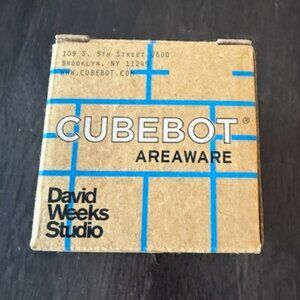 109 S. 5TH STREET #600
BROOKLYN, NY 11249
WWW.CUBEBOT.COM
CUBEBOT®
AREAWARE
David
Weeks
Studio